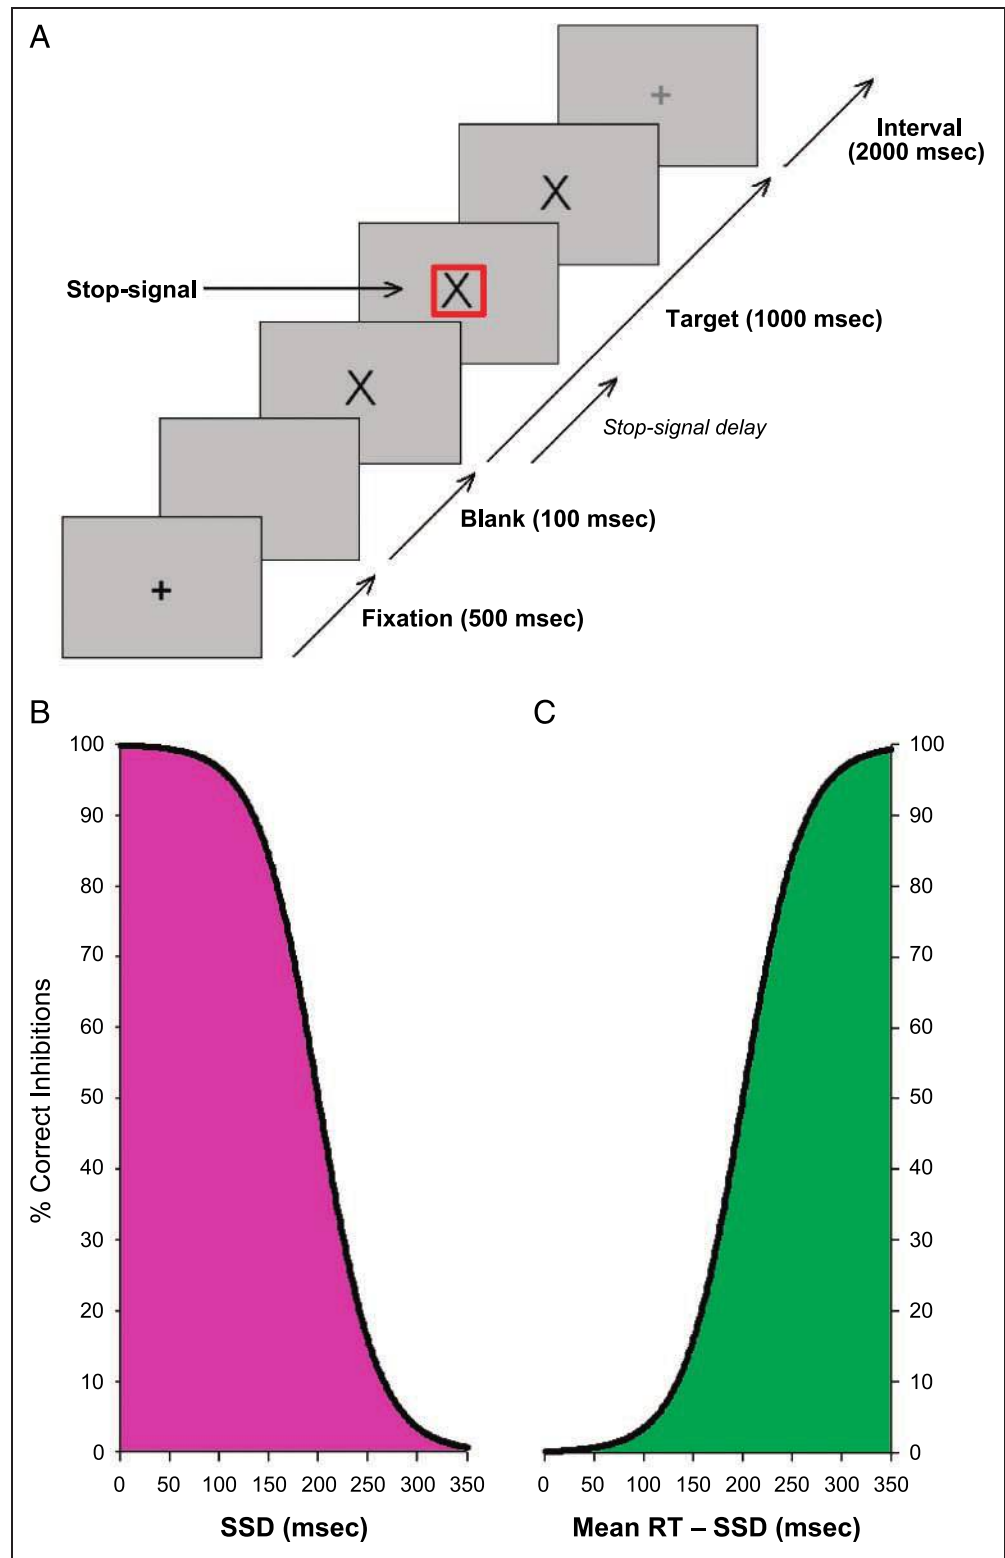 A
+
Interval
(2000 msec)
X
Stop-signal
X
Target (1000 msec)
X
Stop-signal delay
Blank (100 msec)
+
Fixation (500 msec)
B
C
100
90
80
70
60
50
40
30
20
10
0
% Correct Inhibitions
0 50 100 150 200 250 300 350
SSD (msec)
100
90
80
70
60
50
40
30
20
10
0
0 50 100 150 200 250 300 350
Mean RT – SSD (msec)